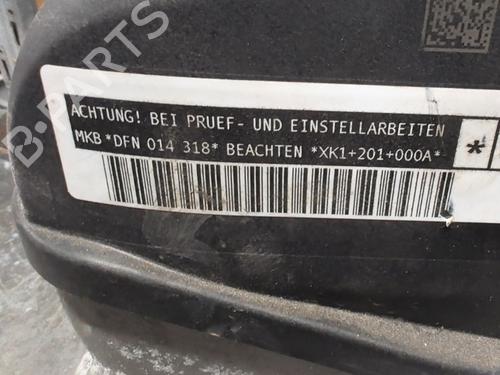 B-PARTS
ACHTUNG! BEI PRUEF- UND EINSTELLARBEITEN
MKB *DFN 014 318* BEACHTEN *XK1+201+000A*
*